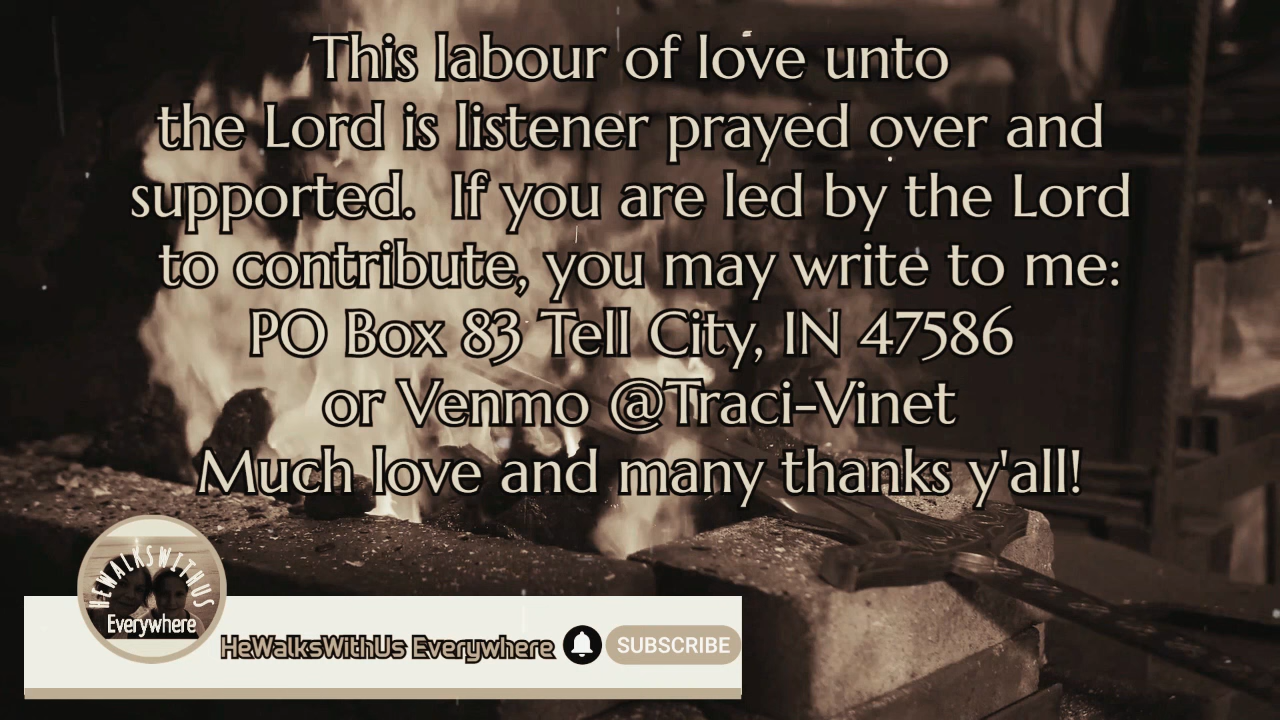 This labour of love unto
the Lord is listener prayed over and
supported.  If you are led by the Lord
to contribute, you may write to me:
PO Box 83 Tell City, IN 47586
or Venmo @Traci-Vinet
Much love and many thanks y'all!
HEWALKSWITHUS
Everywhere
HeWalksWithUs Everywhere
SUBSCRIBE